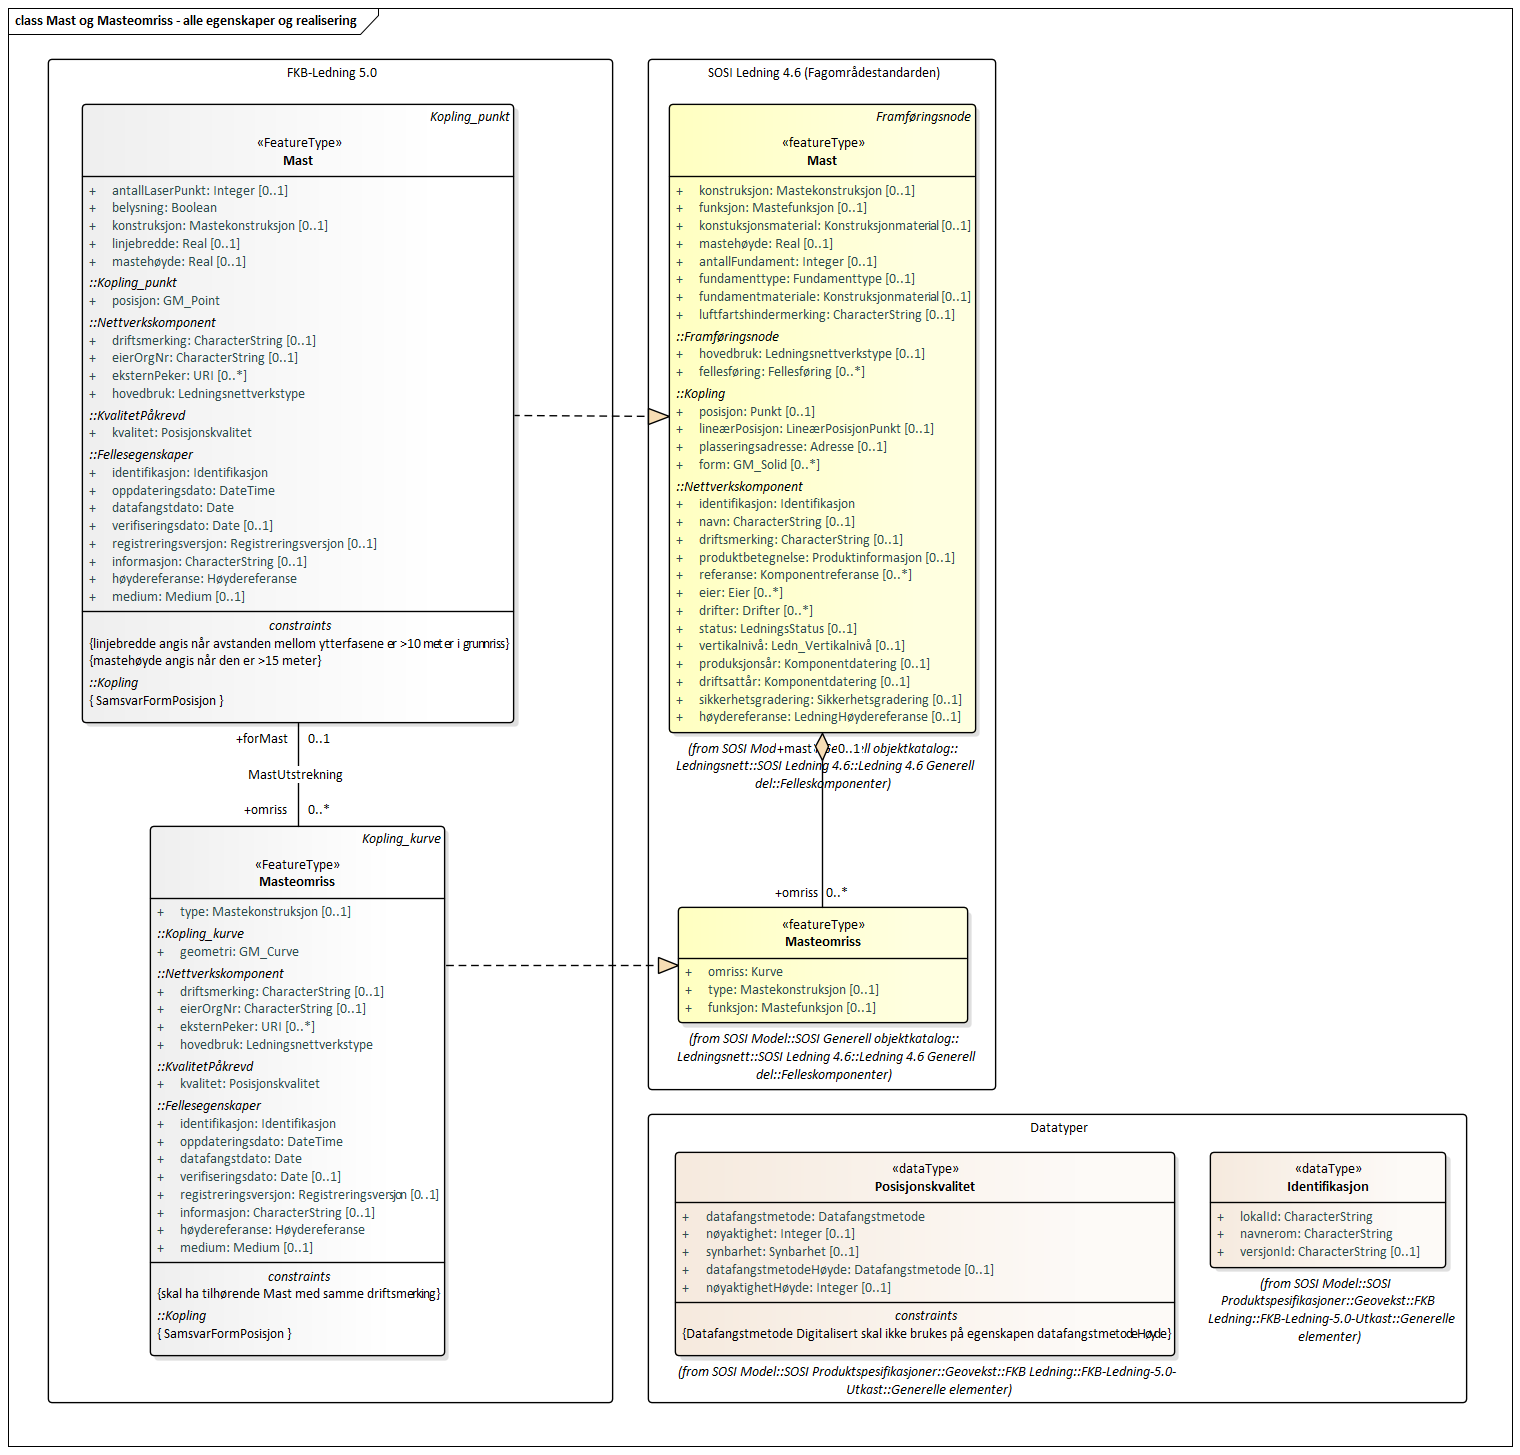 class Mast og Masteomriss - alle egenskaper og realisering
FKB-Ledning 5.0
Kopling_punkt
«FeatureType»
Mast
+ antallLaserPunkt: Integer [0..1]
+ belysning: Boolean
+ konstruksjon: Mastekonstruksjon [0..1]
+ linjebredde: Real [0..1]
+ mastehøyde: Real [0..1]
::Kopling_punkt
+ posisjon: GM_Point
::Nettverkskomponent
+ driftsmerking: CharacterString [0..1]
+ eierOrgNr: CharacterString [0..1]
+ eksternPeker: URI [0..*]
+ hovedbruk: Ledningsnettverkstype
::KvalitetPåkrevd
+ kvalitet: Posisjonskvalitet
::Fellesegenskaper
+ identifikasjon: Identifikasjon
+ oppdateringsdato: DateTime
+ datafangstdato: Date
+ verifiseringsdato: Date [0..1]
+ registreringsversjon: Registreringsversjon [0..1]
+ informasjon: CharacterString [0..1]
+ høydereferanse: Høydereferanse
+ medium: Medium [0..1]
constraints
{linjebredde angis når avstanden mellom ytterfasene er >10 meter i grunnriss}
{mastehøyde angis når den er >15 meter}
::Kopling
{ SamsvarFormPosisjon }
+forMast 0..1
MastUtstrekning
+omriss 0..*
Kopling_kurve
«FeatureType»
Masteomriss
+ type: Mastekonstruksjon [0..1]
::Kopling_kurve
+ geometri: GM_Curve
::Nettverkskomponent
+ driftsmerking: CharacterString [0..1]
+ eierOrgNr: CharacterString [0..1]
+ eksternPeker: URI [0..*]
+ hovedbruk: Ledningsnettverkstype
::KvalitetPåkrevd
+ kvalitet: Posisjonskvalitet
::Fellesegenskaper
+ identifikasjon: Identifikasjon
+ oppdateringsdato: DateTime
+ datafangstdato: Date
+ verifiseringsdato: Date [0..1]
+ registreringsversjon: Registreringsversjon [0..1]
+ informasjon: CharacterString [0..1]
+ høydereferanse: Høydereferanse
+ medium: Medium [0..1]
constraints
{skal ha tilhørende Mast med samme driftsmerking}
::Kopling
{ SamsvarFormPosisjon }
SOSI Ledning 4.6 (Fagområdestandarden)
Framføringsnode
«featureType»
Mast
+ konstruksjon: Mastekonstruksjon [0..1]
+ funksjon: Mastefunksjon [0..1]
+ konstuksjonsmaterial: Konstruksjonmaterial [0..1]
+ mastehøyde: Real [0..1]
+ antallFundament: Integer [0..1]
+ fundamenttype: Fundamenttype [0..1]
+ fundamentmateriale: Konstruksjonmaterial [0..1]
+ luftfartshindermerking: CharacterString [0..1]
::Framføringsnode
+ hovedbruk: Ledningsnettverkstype [0..1]
+ fellesføring: Fellesføring [0..*]
::Kopling
+ posisjon: Punkt [0..1]
+ lineærPosisjon: LineærPosisjonPunkt [0..1]
+ plasseringsadresse: Adresse [0..1]
+ form: GM_Solid [0..*]
::Nettverkskomponent
+ identifikasjon: Identifikasjon
+ navn: CharacterString [0..1]
+ driftsmerking: CharacterString [0..1]
+ produktbetegnelse: Produktinformasjon [0..1]
+ referanse: Komponentreferanse [0..*]
+ eier: Eier [0..*]
+ drifter: Drifter [0..*]
+ status: LedningsStatus [0..1]
+ vertikalnivå: Ledn_Vertikalnivå [0..1]
+ produksjonsår: Komponentdatering [0..1]
+ driftsattår: Komponentdatering [0..1]
+ sikkerhetsgradering: Sikkerhetsgradering [0..1]
+ høydereferanse: LedningHøydereferanse [0..1]
(from SOSI Mod +mast 0..1 ll objektkatalog::
Ledningsnett::SOSI Ledning 4.6::Ledning 4.6 Generell
del::Felleskomponenter)
+omriss 0..*
«featureType»
Masteomriss
+ omriss: Kurve
+ type: Mastekonstruksjon [0..1]
+ funksjon: Mastefunksjon [0..1]
(from SOSI Model::SOSI Generell objektkatalog::
Ledningsnett::SOSI Ledning 4.6::Ledning 4.6 Generell
del::Felleskomponenter)
Datatyper
«dataType»
Posisjonskvalitet
+ datafangstmetode: Datafangstmetode
+ nøyaktighet: Integer [0..1]
+ synbarhet: Synbarhet [0..1]
+ datafangstmetodeHøyde: Datafangstmetode [0..1]
+ nøyaktighetHøyde: Integer [0..1]
constraints
{Datafangstmetode Digitalisert skal ikke brukes på egenskapen datafangstmetodeHøyde}
(from SOSI Model::SOSI Produktspesifikasjoner::Geovekst::FKB Ledning::FKB-Ledning-5.0-
Utkast::Generelle elementer)
«dataType»
Identifikasjon
+ lokalId: CharacterString
+ navnerom: CharacterString
+ versjonId: CharacterString [0..1]
(from SOSI Model::SOSI
Produktspesifikasjoner::Geovekst::FKB
Ledning::FKB-Ledning-5.0-Utkast::Generelle
elementer)